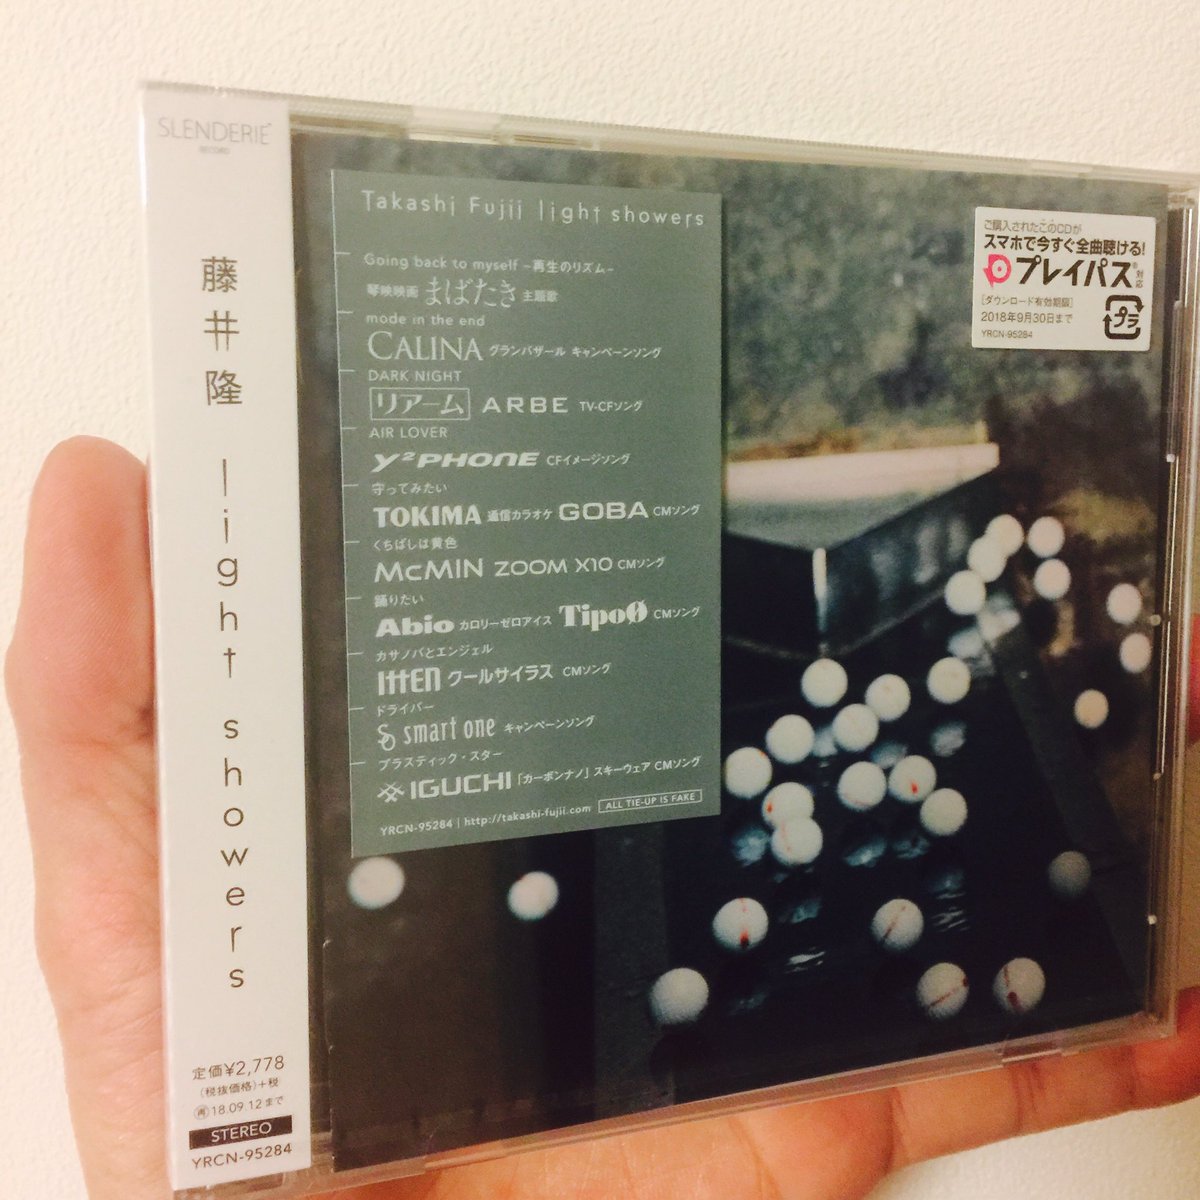 SLENDERIE
RECORD
藤井隆 light showers
定価¥2,778
(税抜価格)+税
再18.09.12まで
STEREO
YRCN-95284
Takashi Fujii light showers
Going back to myself ~再生のリズム~
琴映映画 まばたき 主題歌
mode in the end
CALINA グランバザール キャンペーンソング
DARK NIGHT
リアーム ARBE TV-CFソング
AIR LOVER
y²PHONE CFイメージソング
守ってみたい
TOKIMA 通信カラオケ GOBA CMソング
くちばしは黄色
McMIN ZOOM X10 CMソング
踊りたい
Abio カロリーゼロアイス TipoØ CMソング
カサノバとエンジェル
IttEN クールサイラス CMソング
ドライバー
smart one キャンペーンソング
プラスティック・スター
IGUCHI 「カーボンナノ」スキーウェア CMソング
YRCN-95284 | http://takashi-fujii.com ALL TIE-UP IS FAKE
ご購入されたこのCDが
スマホで今すぐ全曲聴ける!
プレイパス® 対応
[ダウンロード有効期限]
2018年9月30日まで
YRCN-95284
プラ